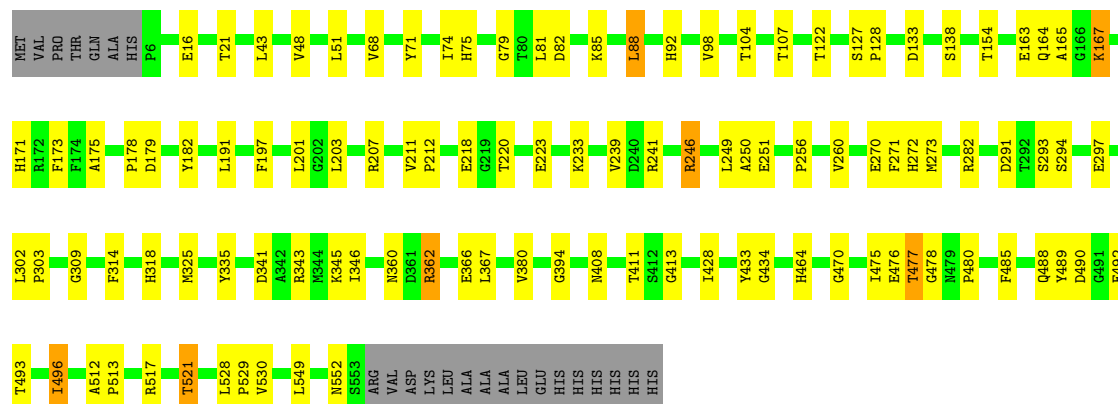 MET VAL PRO THR GLN ALA HIS P6 E16 T21 L43 V48 L51 V68 Y71 I74 H75 G79 T80 L81 D82 K85 L88 H92 V98 T104 T107 T122 S127 P128 D133 S138 T154 E163 Q164 A165 G166 K167
H171 R172 F173 F174 A175 P178 D179 Y182 L191 F197 L201 G202 L203 R207 V211 P212 E218 G219 T220 E223 K233 V239 D240 R241 R246 L249 A250 E251 P256 V260 E270 F271 H272 M273 R282 D291 T292 S293 S294 E297
L302 P303 G309 F314 H318 M325 Y335 D341 A342 R343 M344 K345 I346 N360 D361 R362 E366 L367 V380 G394 N408 T411 S412 G413 I428 Y433 G434 H464 G470 I475 E476 T477 G478 N479 P480 F485 Q488 Y489 D490 G491
T493 I496 A512 P513 R517 T521 L528 P529 V530 L549 N552 S553 ARG VAL ASP LYS LEU ALA ALA ALA LEU GLU HIS HIS HIS HIS HIS HIS